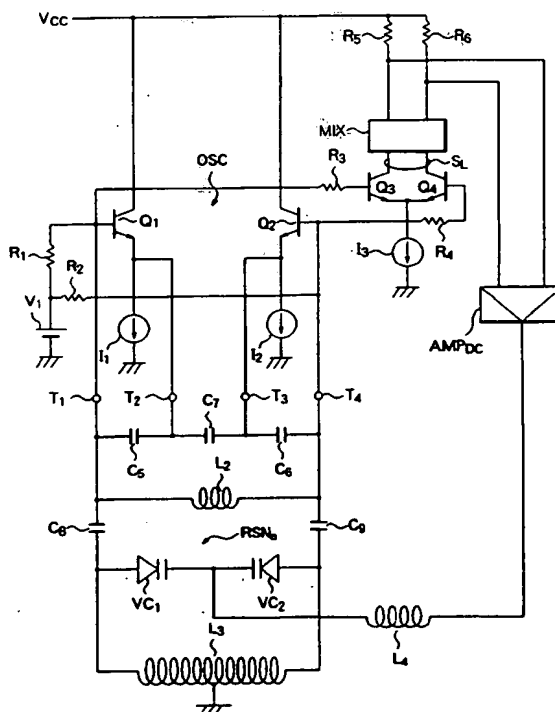 VCC
R5
R6
MIX
SL
OSC
R3
Q3
Q4
Q1
Q2
R1
R2
R4
I3
V1
I1
I2
AMPDC
T1
T2
T3
T4
C7
C5
C6
L2
C8
C9
RSNa
VC1
VC2
L3
L4